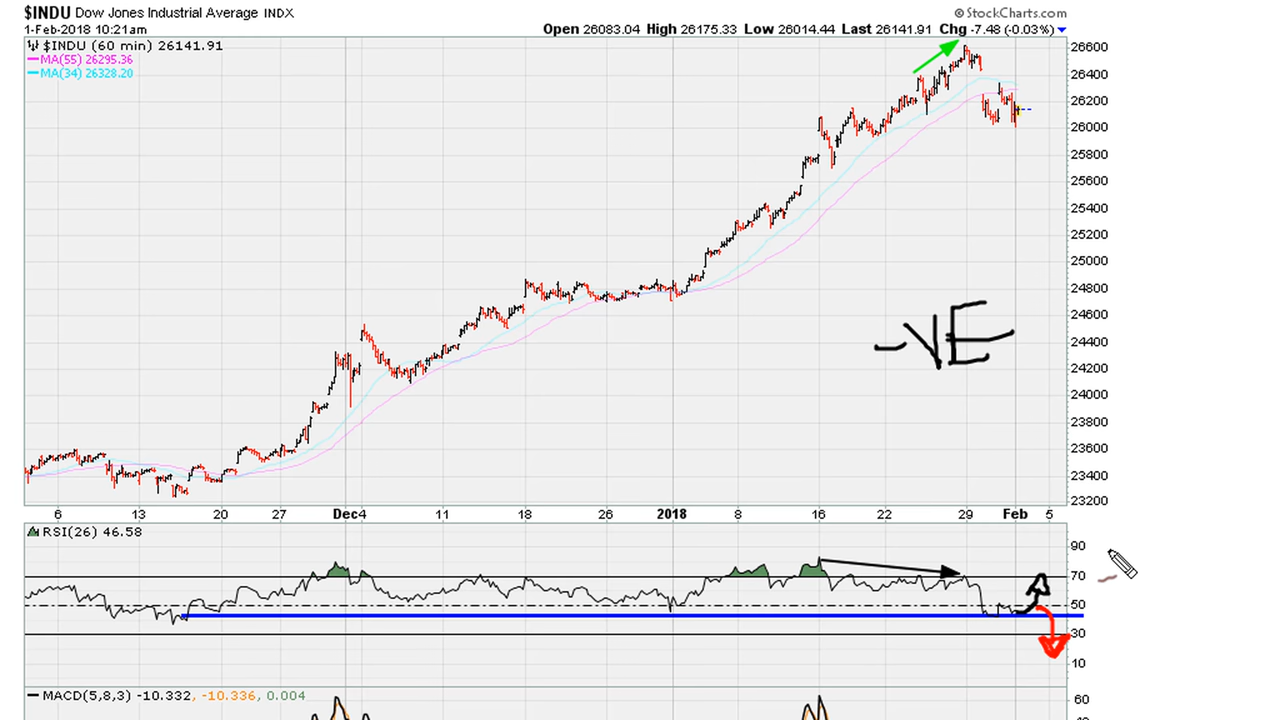 $INDU Dow Jones Industrial Average INDX
© StockCharts.com
1-Feb-2018 10:21am
Open 26083.04 High 26175.33 Low 26014.44 Last 26141.91 Chg -7.48 (-0.03%)
$INDU (60 min) 26141.91
MA(55) 26295.36
MA(34) 26328.20
26600
26400
26200
26000
25800
25600
25400
25200
25000
24800
24600
24400
24200
24000
23800
23600
23400
23200
-VE
6 13 20 27 Dec4 11 18 26 2018 8 16 22 29 Feb 5
RSI(26) 46.58
90
70
50
30
10
MACD(5,8,3) -10.332, -10.336, 0.004
60